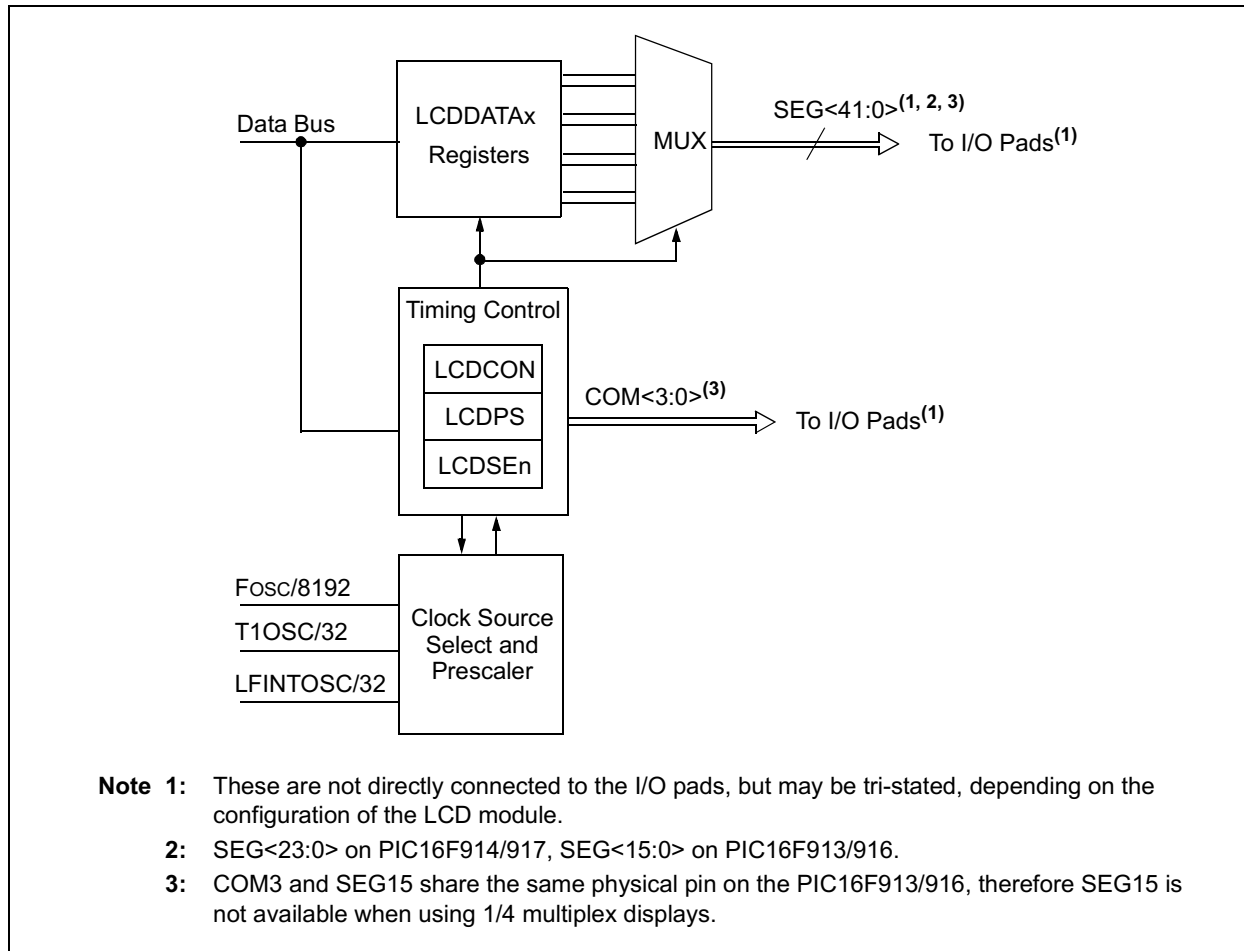 LCDDATAx
Registers
Data Bus
MUX
SEG<41:0>(1, 2, 3)
To I/O Pads(1)
Timing Control
LCDCON
LCDPS
LCDSEn
COM<3:0>(3)
To I/O Pads(1)
FOSC/8192
T1OSC/32
LFINTOSC/32
Clock Source
Select and
Prescaler
Note 1: These are not directly connected to the I/O pads, but may be tri-stated, depending on the
configuration of the LCD module.
2: SEG<23:0> on PIC16F914/917, SEG<15:0> on PIC16F913/916.
3: COM3 and SEG15 share the same physical pin on the PIC16F913/916, therefore SEG15 is
not available when using 1/4 multiplex displays.